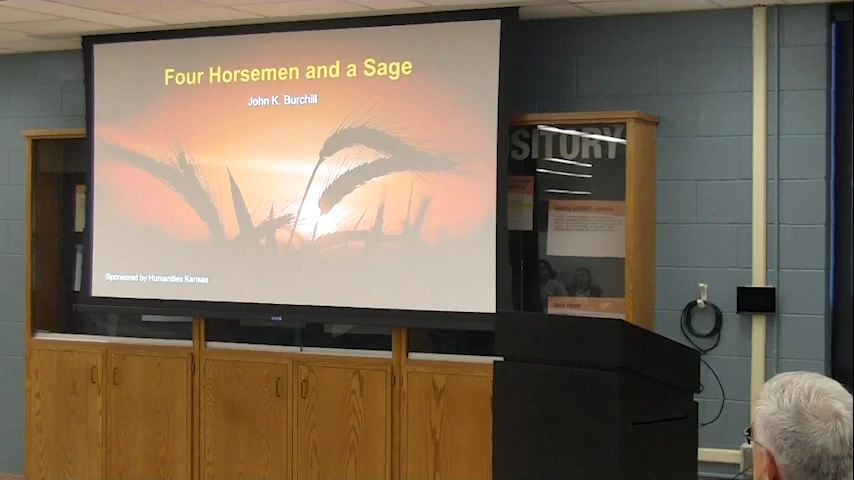 Four Horsemen and a Sage
John K. Burchill
Sponsored by Humanities Kansas
SITORY